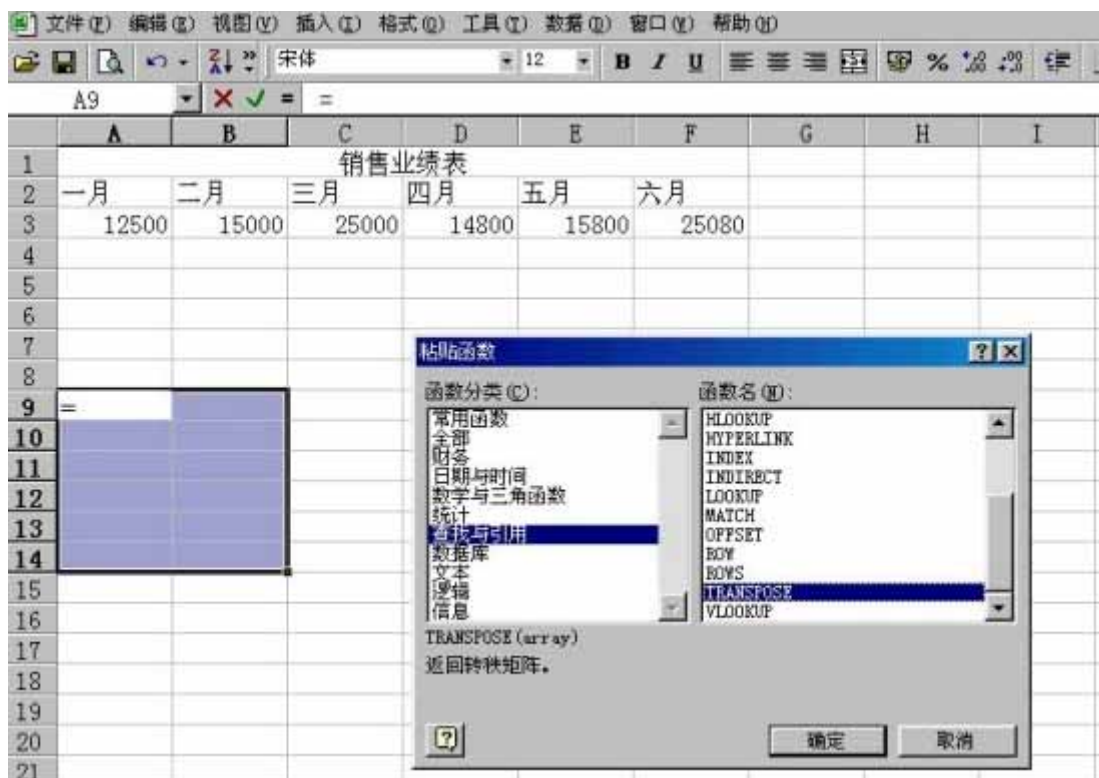 文件(F) 编辑(E) 视图(V) 插入(I) 格式(O) 工具(T) 数据(D) 窗口(W) 帮助(H)
宋体 12 B I U %
A9 = =
A B C D E F G H I
1 销售业绩表
2 一月 二月 三月 四月 五月 六月
3 12500 15000 25000 14800 15800 25080
4
5
6
7
8
9 =
10
11
12
13
14
15
16
17
18
19
20
21
粘贴函数
函数分类(C):
常用函数
全部
财务
日期与时间
数学与三角函数
统计
查找与引用
数据库
文本
逻辑
信息
函数名(N):
HLOOKUP
HYPERLINK
INDEX
INDIRECT
LOOKUP
MATCH
OFFSET
ROW
ROWS
TRANSPOSE
VLOOKUP
TRANSPOSE(array)
返回转秩矩阵。
确定 取消